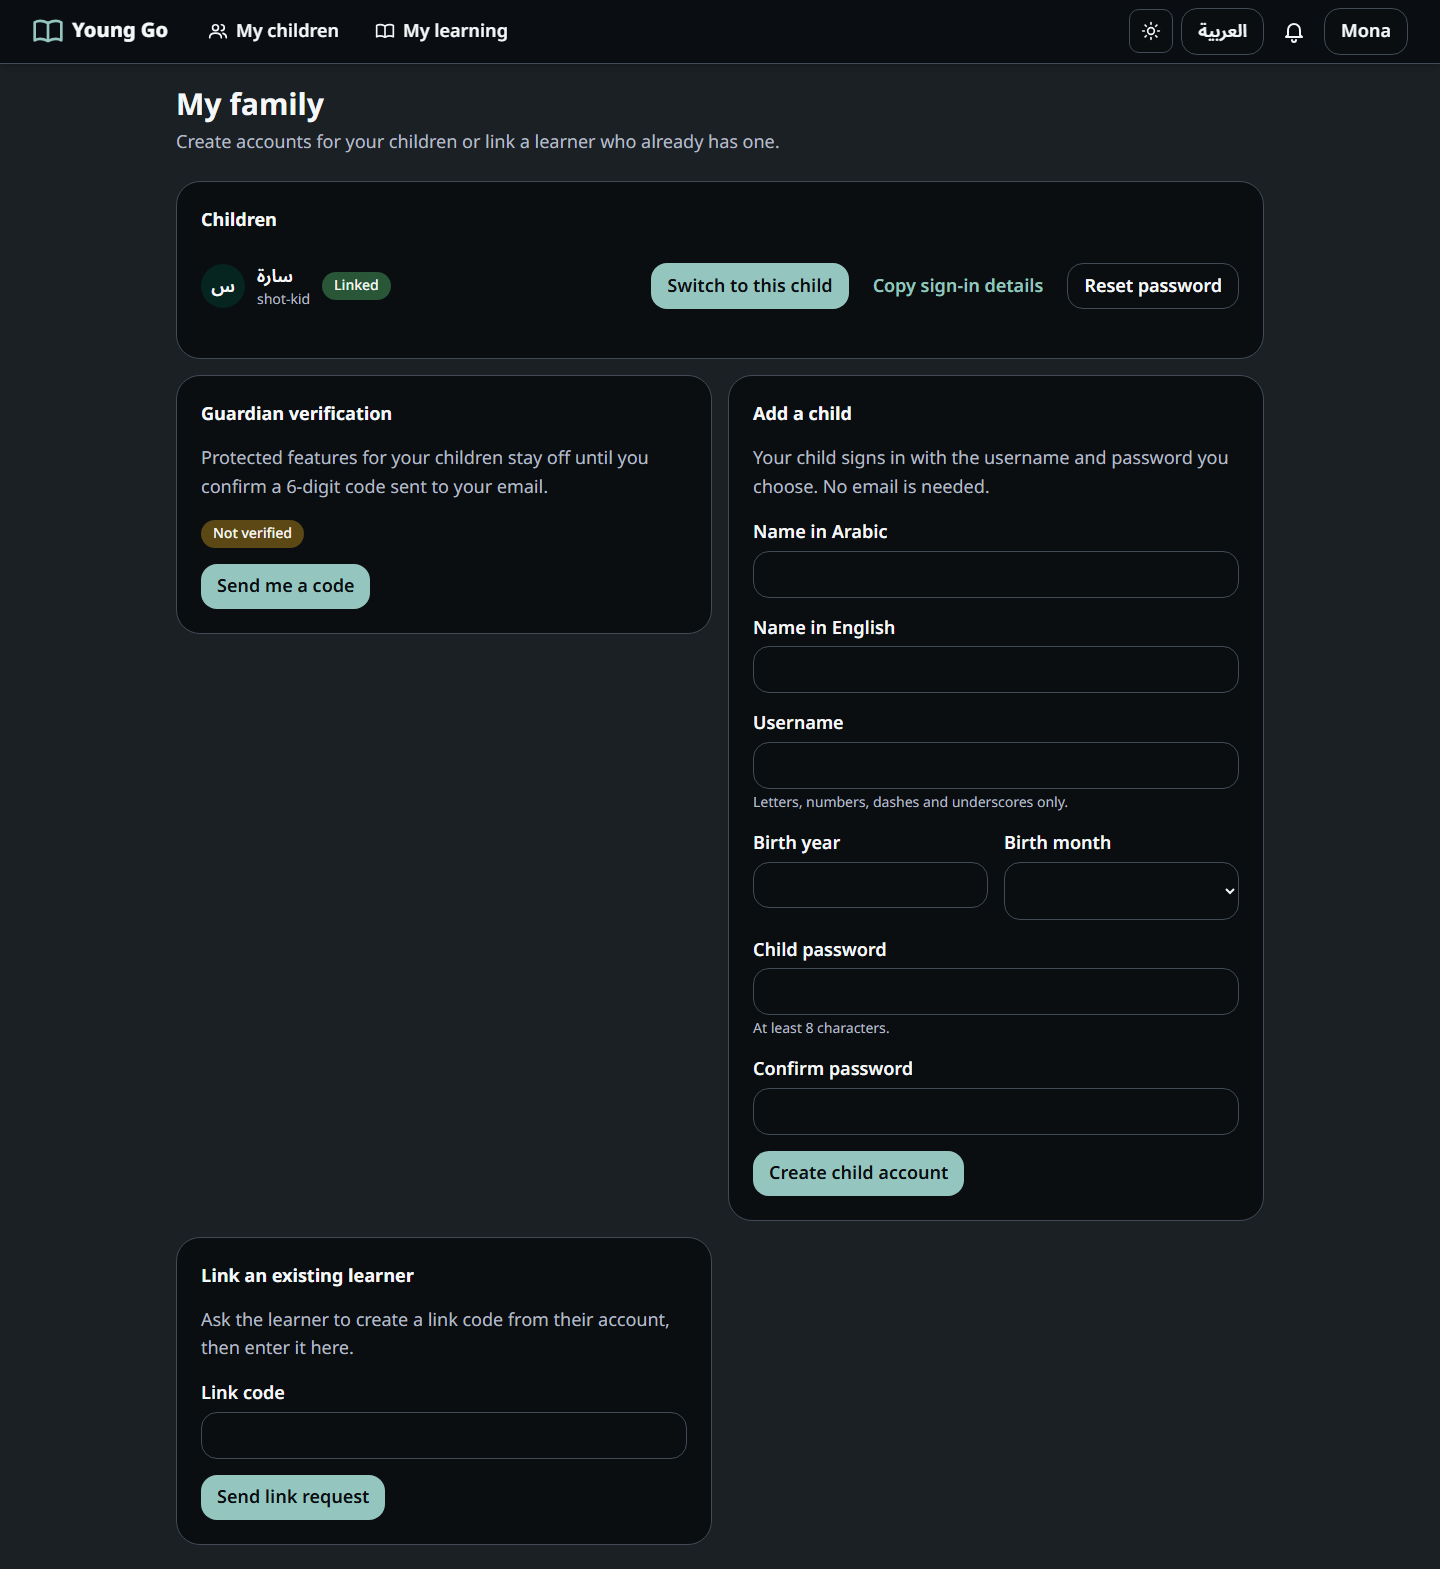 Young Go
My children
My learning
العربية
Mona
My family
Create accounts for your children or link a learner who already has one.
Children
س
سارة
shot-kid
Linked
Switch to this child
Copy sign-in details
Reset password
Guardian verification
Protected features for your children stay off until you
confirm a 6-digit code sent to your email.
Not verified
Send me a code
Add a child
Your child signs in with the username and password you
choose. No email is needed.
Name in Arabic
Name in English
Username
Letters, numbers, dashes and underscores only.
Birth year
Birth month
Child password
At least 8 characters.
Confirm password
Create child account
Link an existing learner
Ask the learner to create a link code from their account,
then enter it here.
Link code
Send link request